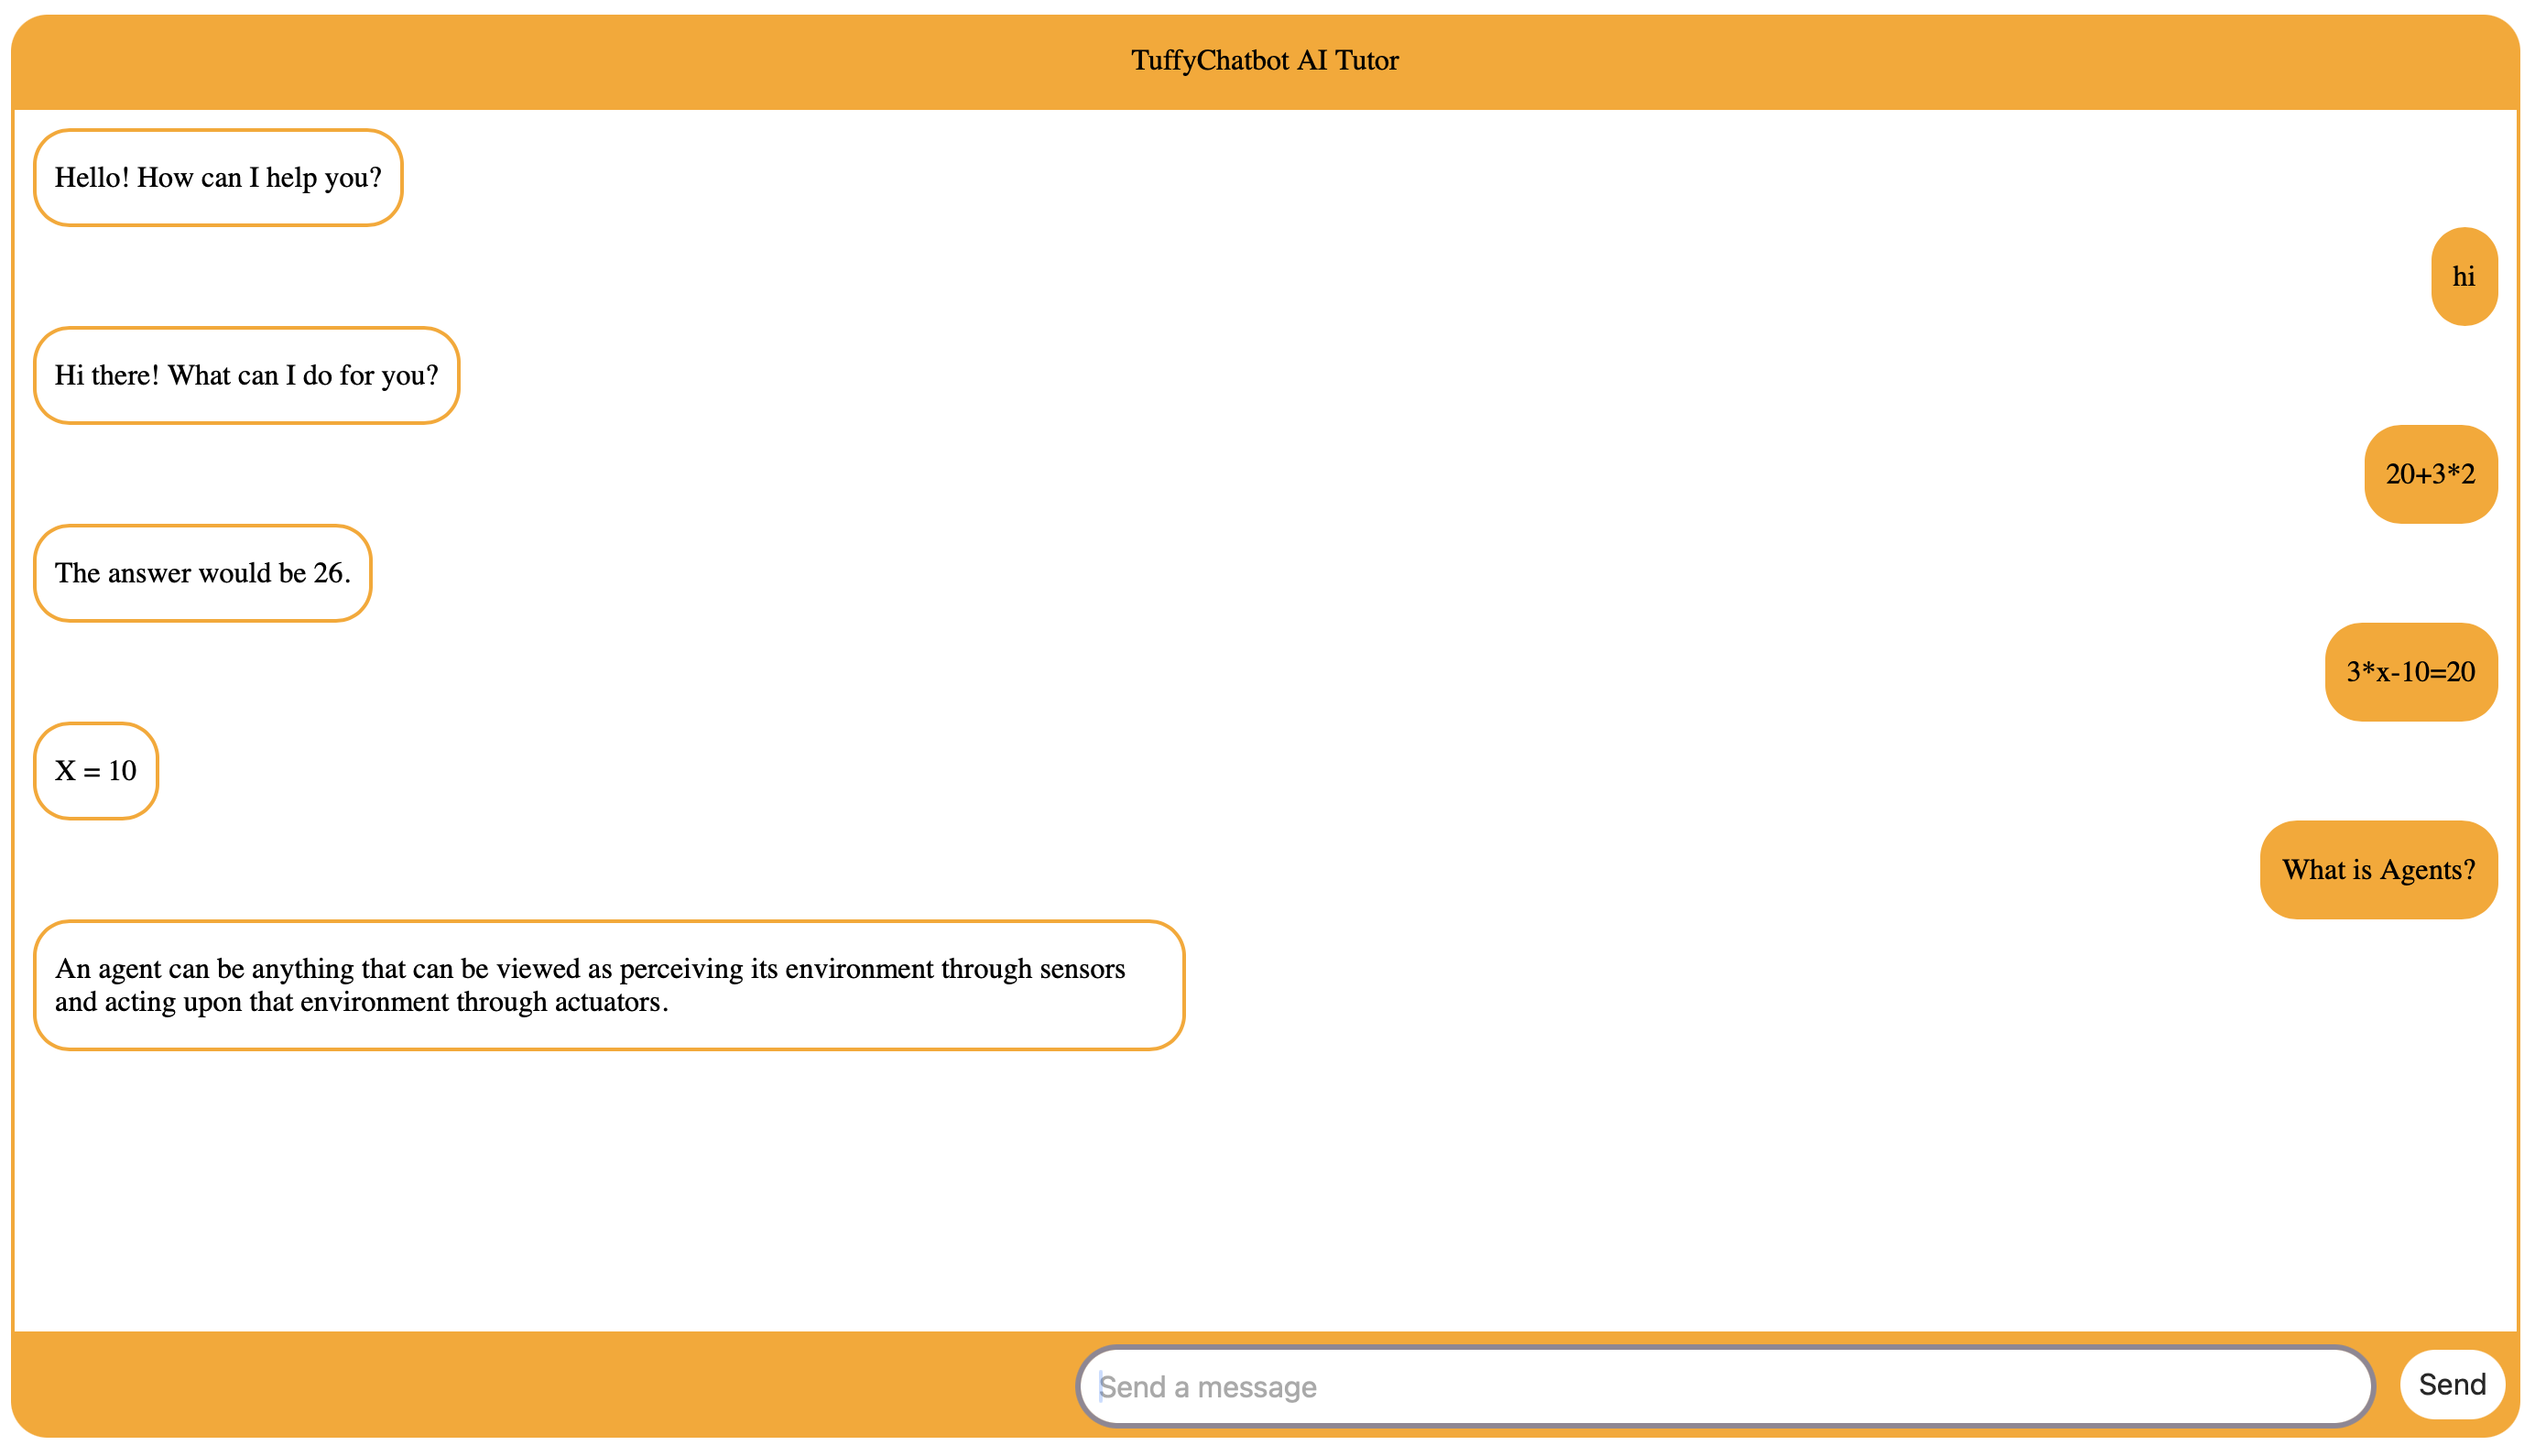 TuffyChatbot AI Tutor
Hello! How can I help you?
hi
Hi there! What can I do for you?
20+3*2
The answer would be 26.
3*x-10=20
X = 10
What is Agents?
An agent can be anything that can be viewed as perceiving its environment through sensors
and acting upon that environment through actuators.
Send a message
Send